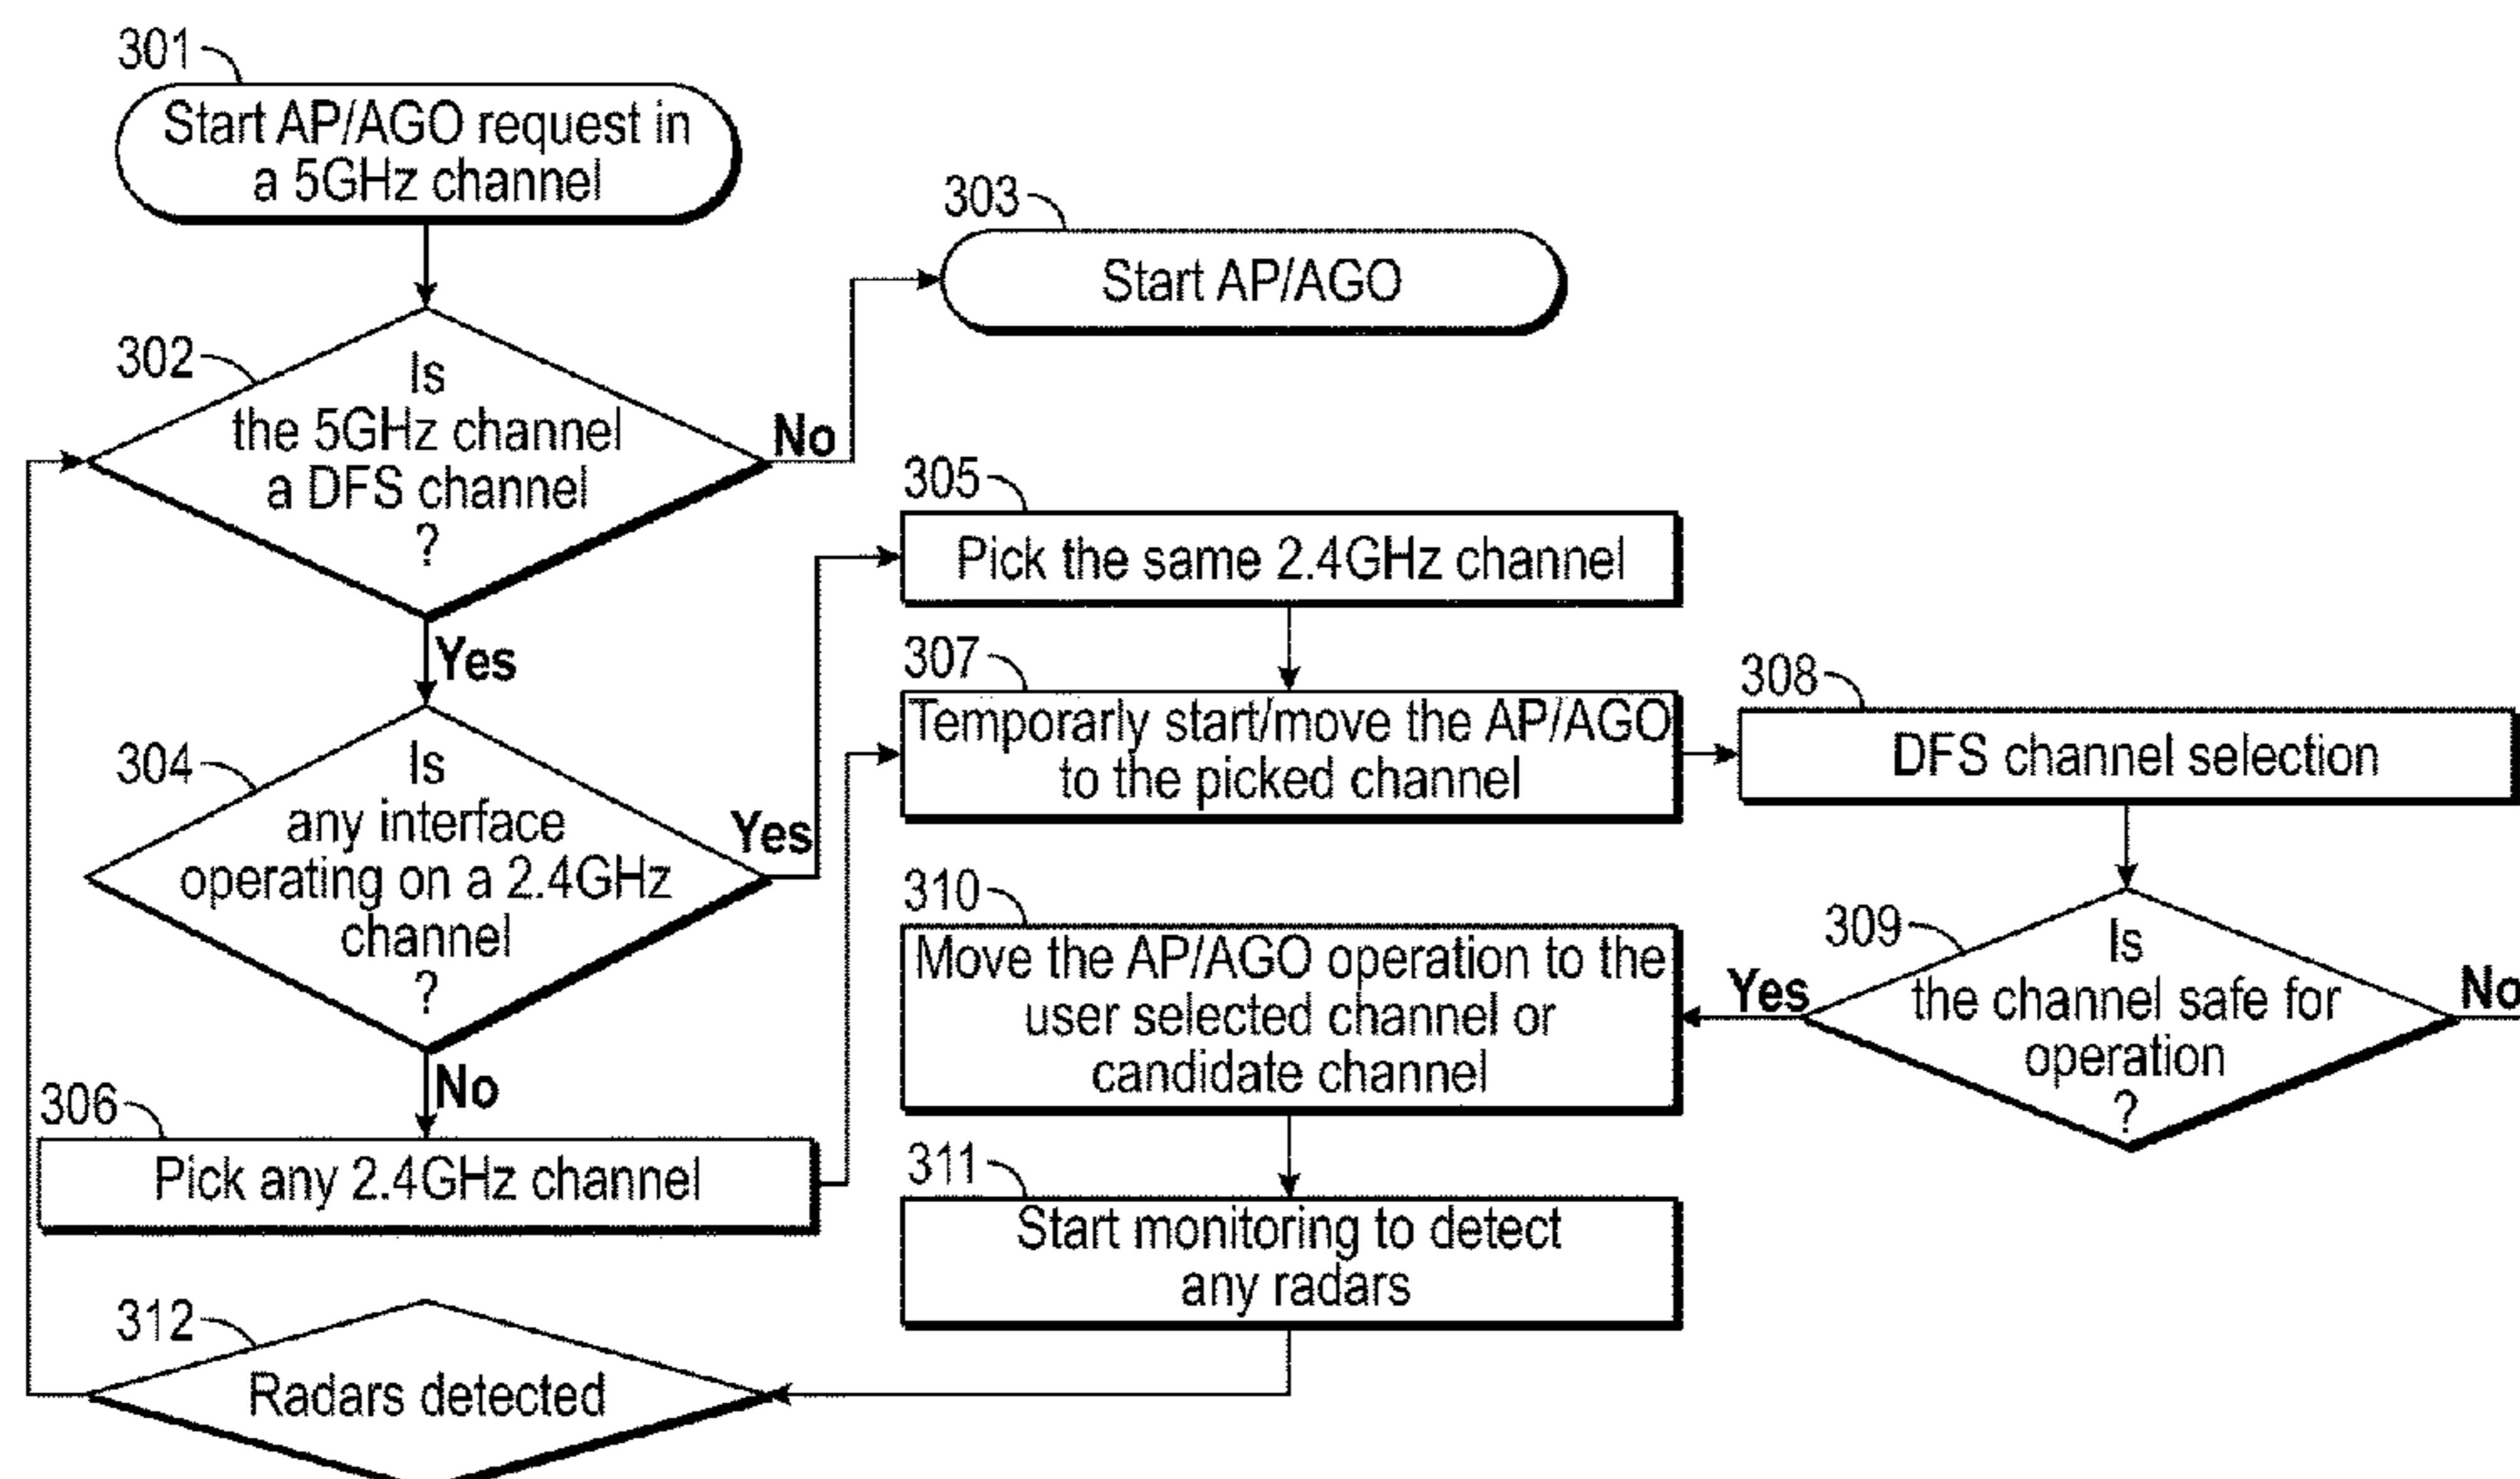 301
Start AP/AGO request in
a 5GHz channel
303
Start AP/AGO
302
Is
the 5GHz channel
a DFS channel
?
No
Yes
305
Pick the same 2.4GHz channel
307
Temporarly start/move the AP/AGO
to the picked channel
308
DFS channel selection
304
Is
any interface
operating on a 2.4GHz
channel
?
Yes
No
310
Move the AP/AGO operation to the
user selected channel or
candidate channel
309
Is
the channel safe for
operation
?
Yes
No
306
Pick any 2.4GHz channel
311
Start monitoring to detect
any radars
312
Radars detected